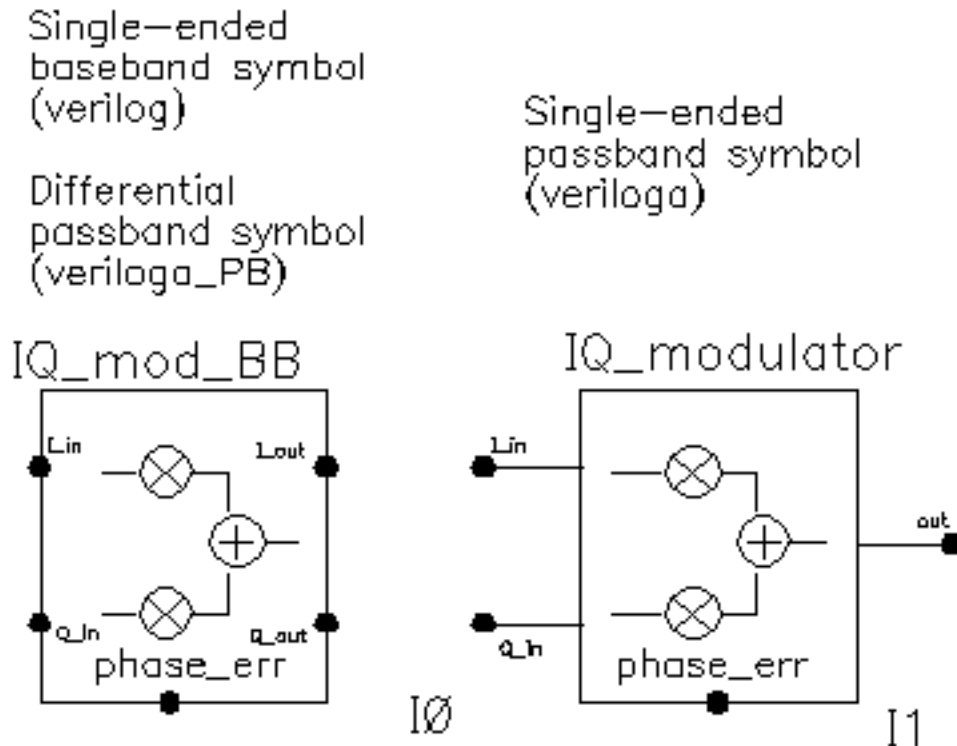 Single-ended
baseband symbol
(verilog)
Differential
passband symbol
(veriloga_PB)
Single-ended
passband symbol
(veriloga)
IQ_mod_BB
I_in
I_out
Q_in
Q_out
phase_err
I0
IQ_modulator
I_in
out
Q_in
phase_err
I1